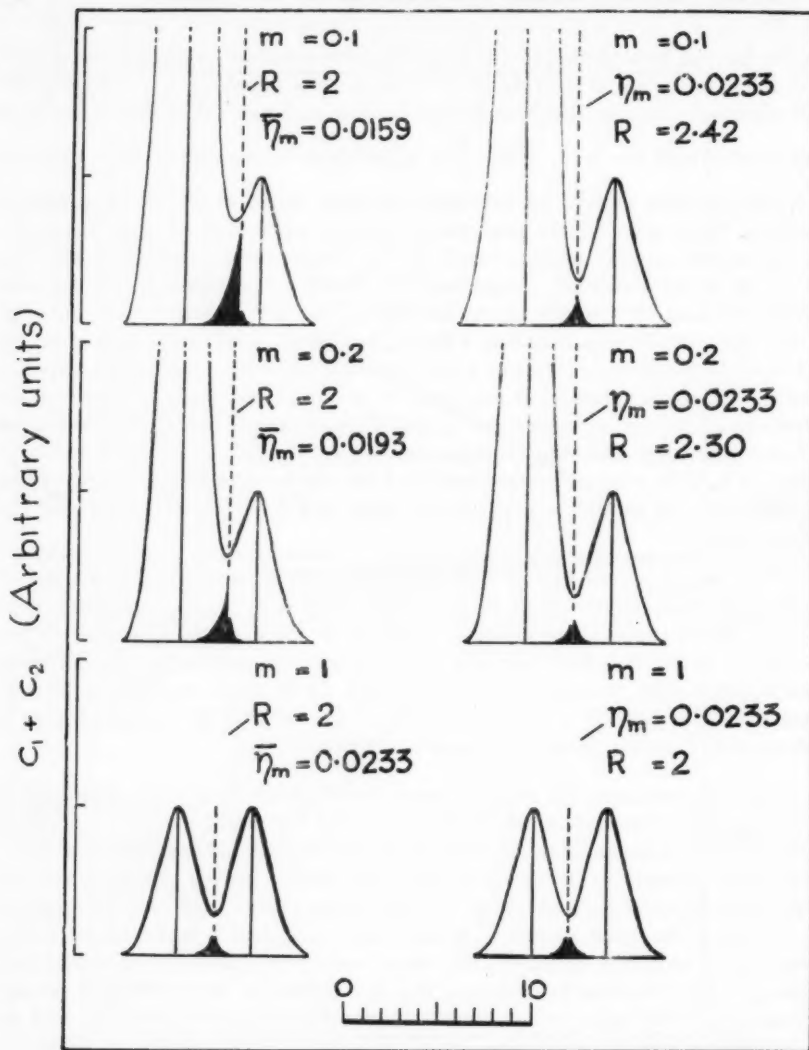 C₁ + C₂ (Arbitrary units)
m = 0·1
R = 2
η̅m = 0·0159
m = 0·1
ηm = 0·0233
R = 2·42
m = 0·2
R = 2
η̅m = 0·0193
m = 0·2
ηm = 0·0233
R = 2·30
m = 1
R = 2
η̅m = 0·0233
m = 1
ηm = 0·0233
R = 2
0 10